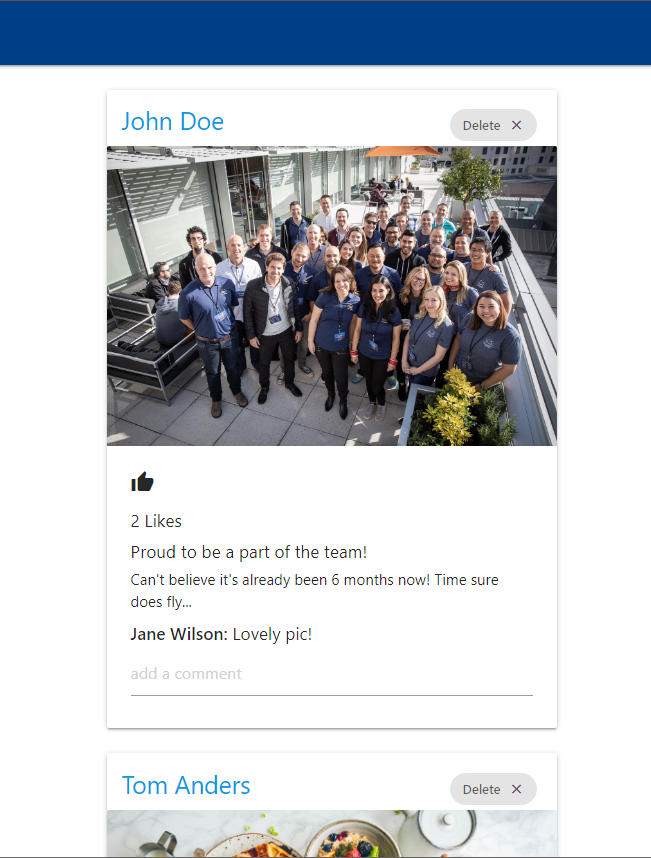 John Doe
Delete
2 Likes
Proud to be a part of the team!
Can't believe it's already been 6 months now! Time sure
does fly...
Jane Wilson: Lovely pic!
add a comment
Tom Anders
Delete